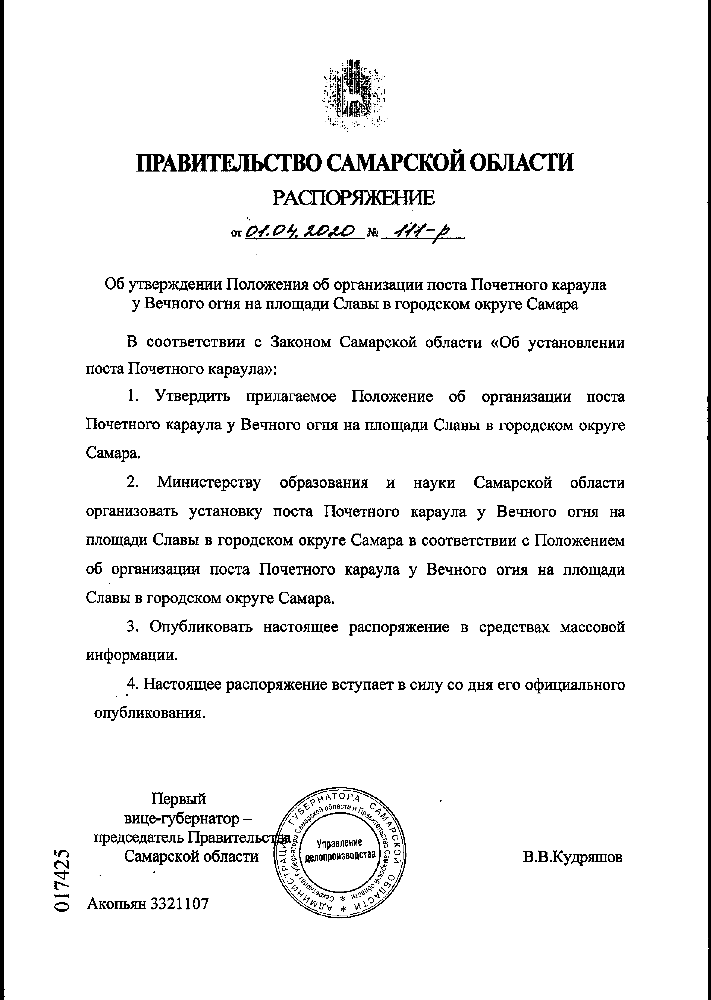 ПРАВИТЕЛЬСТВО САМАРСКОЙ ОБЛАСТИ
РАСПОРЯЖЕНИЕ
от 01.04.2020 № 111-р
Об утверждении Положения об организации поста Почетного караула
у Вечного огня на площади Славы в городском округе Самара
В соответствии с Законом Самарской области «Об установлении
поста Почетного караула»:
1. Утвердить прилагаемое Положение об организации поста
Почетного караула у Вечного огня на площади Славы в городском округе
Самара.
2. Министерству образования и науки Самарской области
организовать установку поста Почетного караула у Вечного огня на
площади Славы в городском округе Самара в соответствии с Положением
об организации поста Почетного караула у Вечного огня на площади
Славы в городском округе Самара.
3. Опубликовать настоящее распоряжение в средствах массовой
информации.
4. Настоящее распоряжение вступает в силу со дня его официального
опубликования.
Первый
вице-губернатор –
председатель Правительства
Самарской области
В.В.Кудряшов
АДМИНИСТРАЦИЯ ГУБЕРНАТОРА САМАРСКОЙ ОБЛАСТИ *
Секретариат Губернатора Самарской области и Правительства Самарской области *
Управление
делопроизводства
017425
Акопьян 3321107